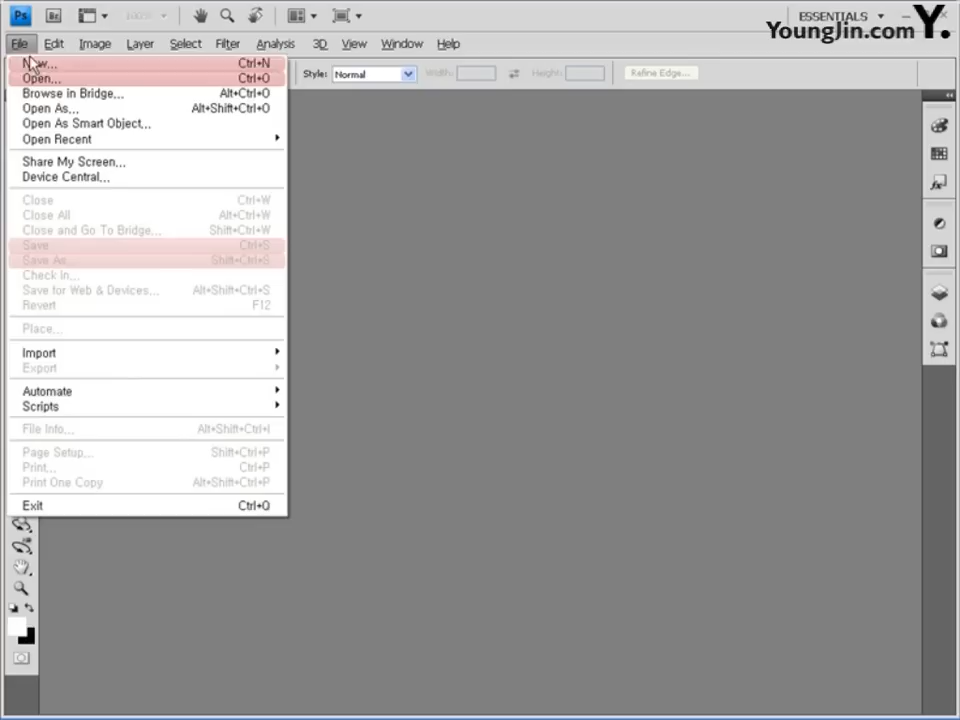 Ps Br ESSENTIALS
YoungJin.com Y.
File Edit Image Layer Select Filter Analysis 3D View Window Help
Style: Normal Width: Height: Refine Edge...
New... Ctrl+N
Open... Ctrl+O
Browse in Bridge... Alt+Ctrl+O
Open As... Alt+Shift+Ctrl+O
Open As Smart Object...
Open Recent
Share My Screen...
Device Central...
Close Ctrl+W
Close All Alt+Ctrl+W
Close and Go To Bridge... Shift+Ctrl+W
Save Ctrl+S
Save As... Shift+Ctrl+S
Check In...
Save for Web & Devices... Alt+Shift+Ctrl+S
Revert F12
Place...
Import
Export
Automate
Scripts
File Info... Alt+Shift+Ctrl+I
Page Setup... Shift+Ctrl+P
Print... Ctrl+P
Print One Copy Alt+Shift+Ctrl+P
Exit Ctrl+Q